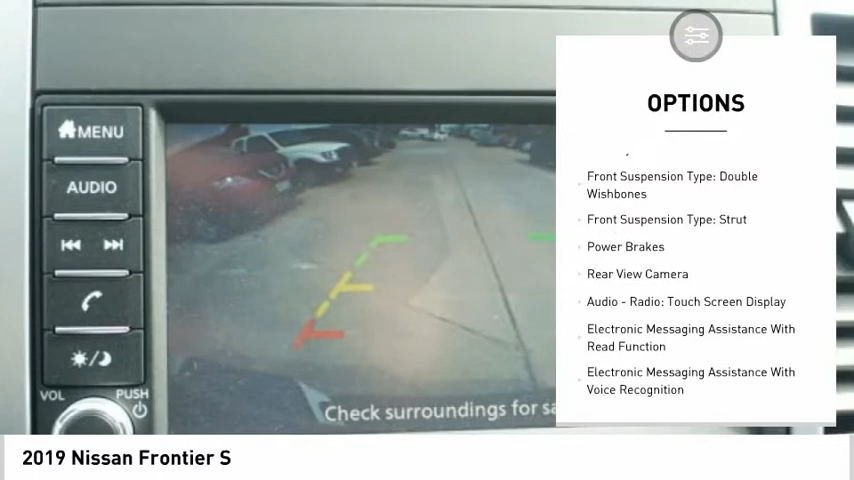 MENU
AUDIO
VOL
PUSH
Check surroundings for sa
OPTIONS
Front Suspension Type: Double
Wishbones
Front Suspension Type: Strut
Power Brakes
Rear View Camera
Audio - Radio: Touch Screen Display
Electronic Messaging Assistance With
Read Function
Electronic Messaging Assistance With
Voice Recognition
2019 Nissan Frontier S